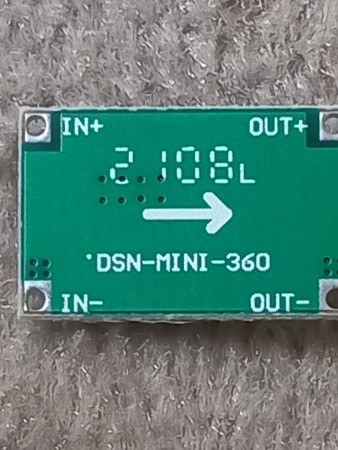 IN+ OUT+
2108L
DSN-MINI-360
IN- OUT-